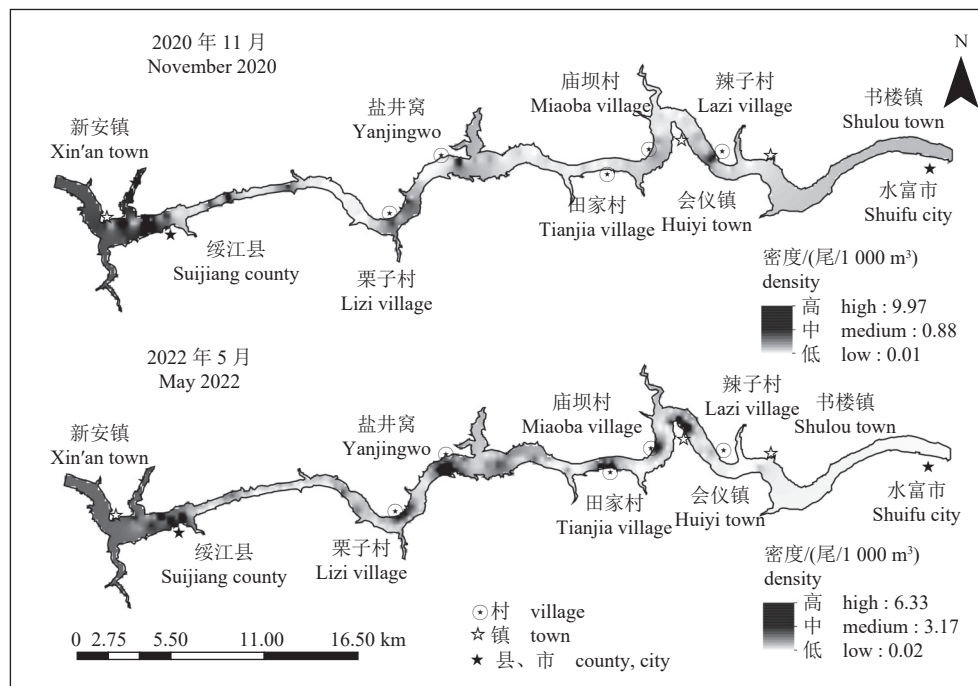 2020 年 11 月
November 2020
N
新安镇
Xin'an town
盐井窝
Yanjingwo
庙坝村
Miaoba village
辣子村
Lazi village
书楼镇
Shulou town
绥江县
Suijiang county
栗子村
Lizi village
田家村
Tianjia village
会仪镇
Huiyi town
水富市
Shuifu city
密度/(尾/1 000 m³)
density
高 high : 9.97
中 medium : 0.88
低 low : 0.01
2022 年 5 月
May 2022
新安镇
Xin'an town
盐井窝
Yanjingwo
庙坝村
Miaoba village
辣子村
Lazi village
书楼镇
Shulou town
绥江县
Suijiang county
栗子村
Lizi village
田家村
Tianjia village
会仪镇
Huiyi town
水富市
Shuifu city
密度/(尾/1 000 m³)
density
高 high : 6.33
中 medium : 3.17
低 low : 0.02
村 village
镇 town
县、市 county, city
0 2.75 5.50 11.00 16.50 km